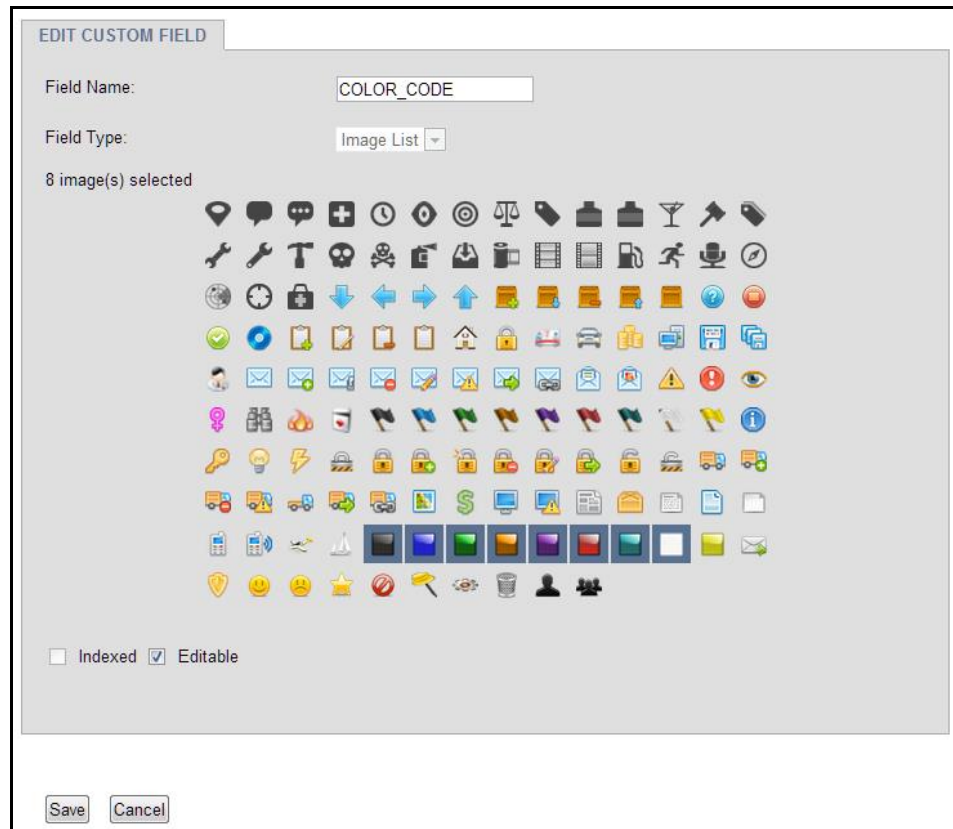 EDIT CUSTOM FIELD
Field Name: COLOR_CODE
Field Type: Image List
8 image(s) selected
Indexed Editable
Save Cancel